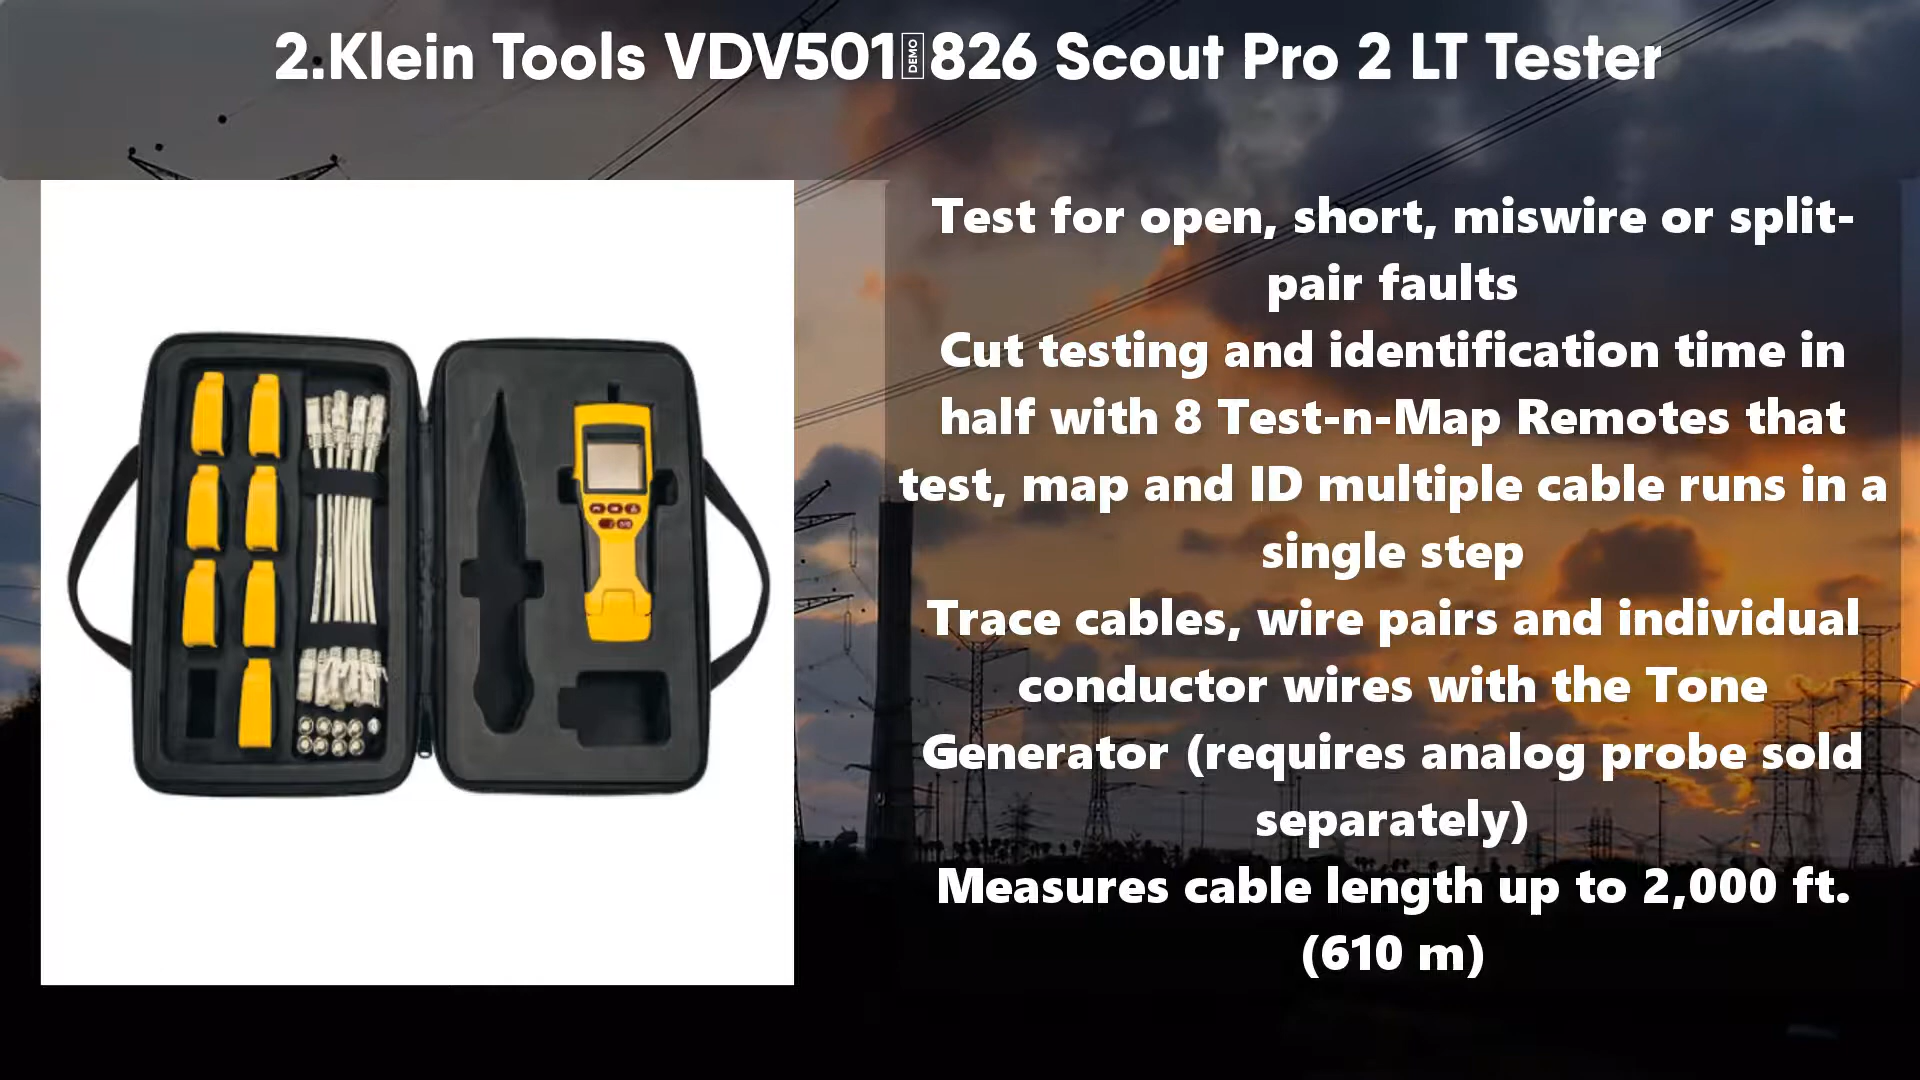 2.Klein Tools VDV501 DEMO 826 Scout Pro 2 LT Tester
Test for open, short, miswire or split-
pair faults
Cut testing and identification time in
half with 8 Test-n-Map Remotes that
test, map and ID multiple cable runs in a
single step
Trace cables, wire pairs and individual
conductor wires with the Tone
Generator (requires analog probe sold
separately)
Measures cable length up to 2,000 ft.
(610 m)